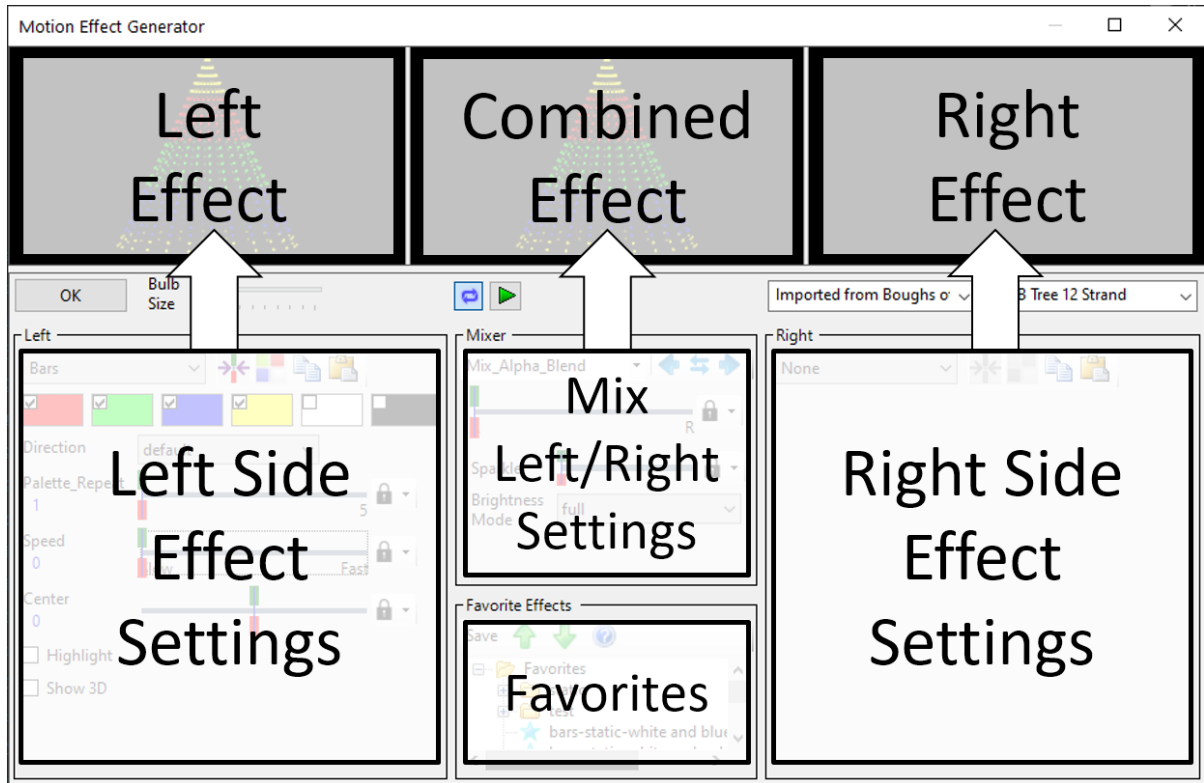 Motion Effect Generator
Left
Effect
Combined
Effect
Right
Effect
OK
Bulb
Size
Imported from Boughs o
Tree 12 Strand
Left
Mixer
Right
Bars
Mix_Alpha_Blend
None
Mix
Left/Right
Settings
R
Sparkle
Brightness
Mode
full
Direction
default
Palette_Repeat
1
5
Speed
0
Slow
Fast
Center
0
Highlight
Show 3D
Left Side
Effect
Settings
Right Side
Effect
Settings
Favorite Effects
Save
Favorites
test
bars-static-white and blue
Favorites